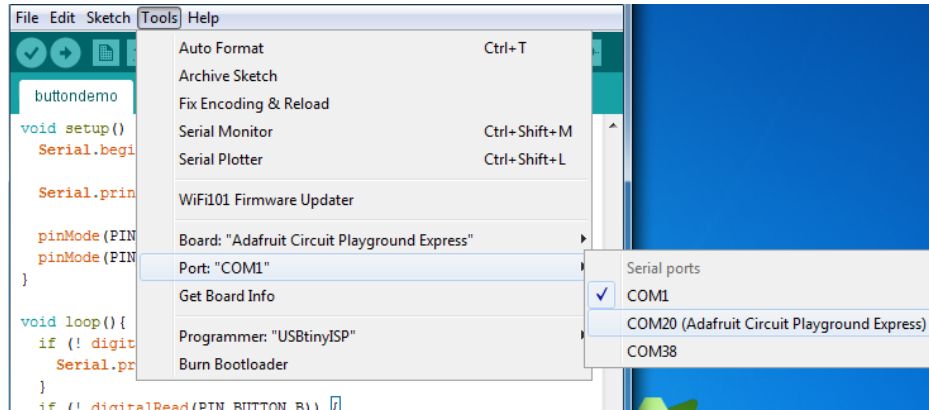 File Edit Sketch Tools Help
Auto Format Ctrl+T
Archive Sketch
buttondemo
Fix Encoding & Reload
void setup()
Serial Monitor Ctrl+Shift+M
Serial.begi
Serial Plotter Ctrl+Shift+L
Serial.prin
WiFi101 Firmware Updater
pinMode(PIN
Board: "Adafruit Circuit Playground Express"
pinMode(PIN
Port: "COM1"
Serial ports
}
Get Board Info
COM1
void loop(){
COM20 (Adafruit Circuit Playground Express)
if (! digit
Programmer: "USBtinyISP"
COM38
Serial.pr
Burn Bootloader
}
if (! digitalRead(PIN_BUTTON_B)) {